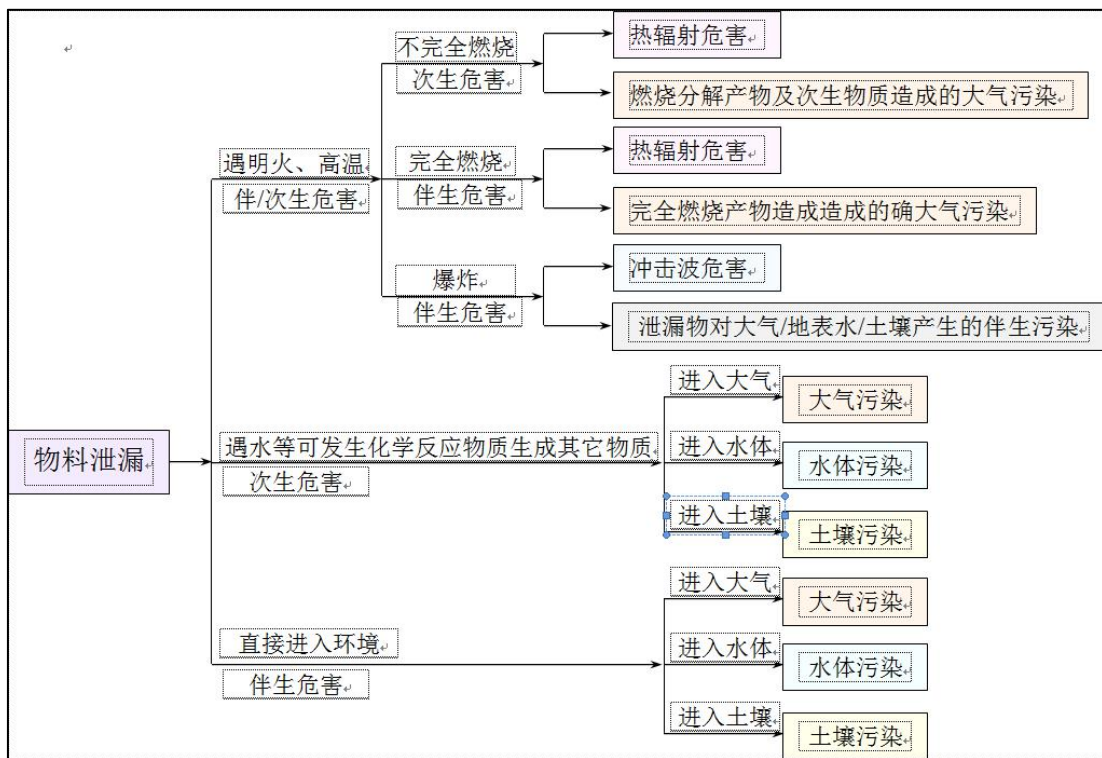 不完全燃烧
次生危害
热辐射危害
燃烧分解产物及次生物质造成的大气污染
遇明火、高温
伴/次生危害
完全燃烧
伴生危害
热辐射危害
完全燃烧产物造成造成的确大气污染
爆炸
伴生危害
冲击波危害
泄漏物对大气/地表水/土壤产生的伴生污染
物料泄漏
遇水等可发生化学反应物质生成其它物质
次生危害
进入大气
大气污染
进入水体
水体污染
进入土壤
土壤污染
直接进入环境
伴生危害
进入大气
大气污染
进入水体
水体污染
进入土壤
土壤污染